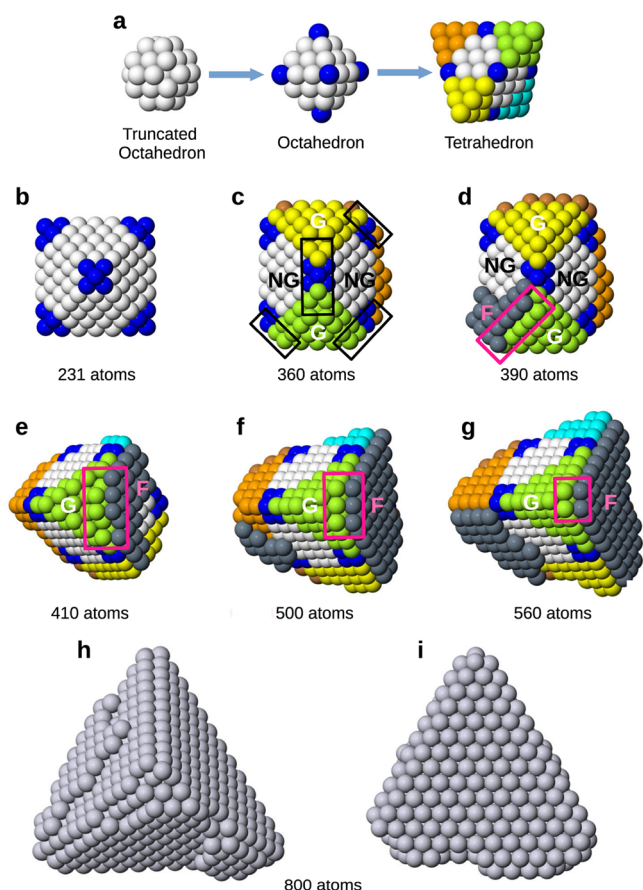 a
Truncated
Octahedron
Octahedron
Tetrahedron
b
c
d
G
NG
NG
G
G
NG
NG
F
G
231 atoms
360 atoms
390 atoms
e
f
g
G
F
G
F
G
F
410 atoms
500 atoms
560 atoms
h
i
800 atoms